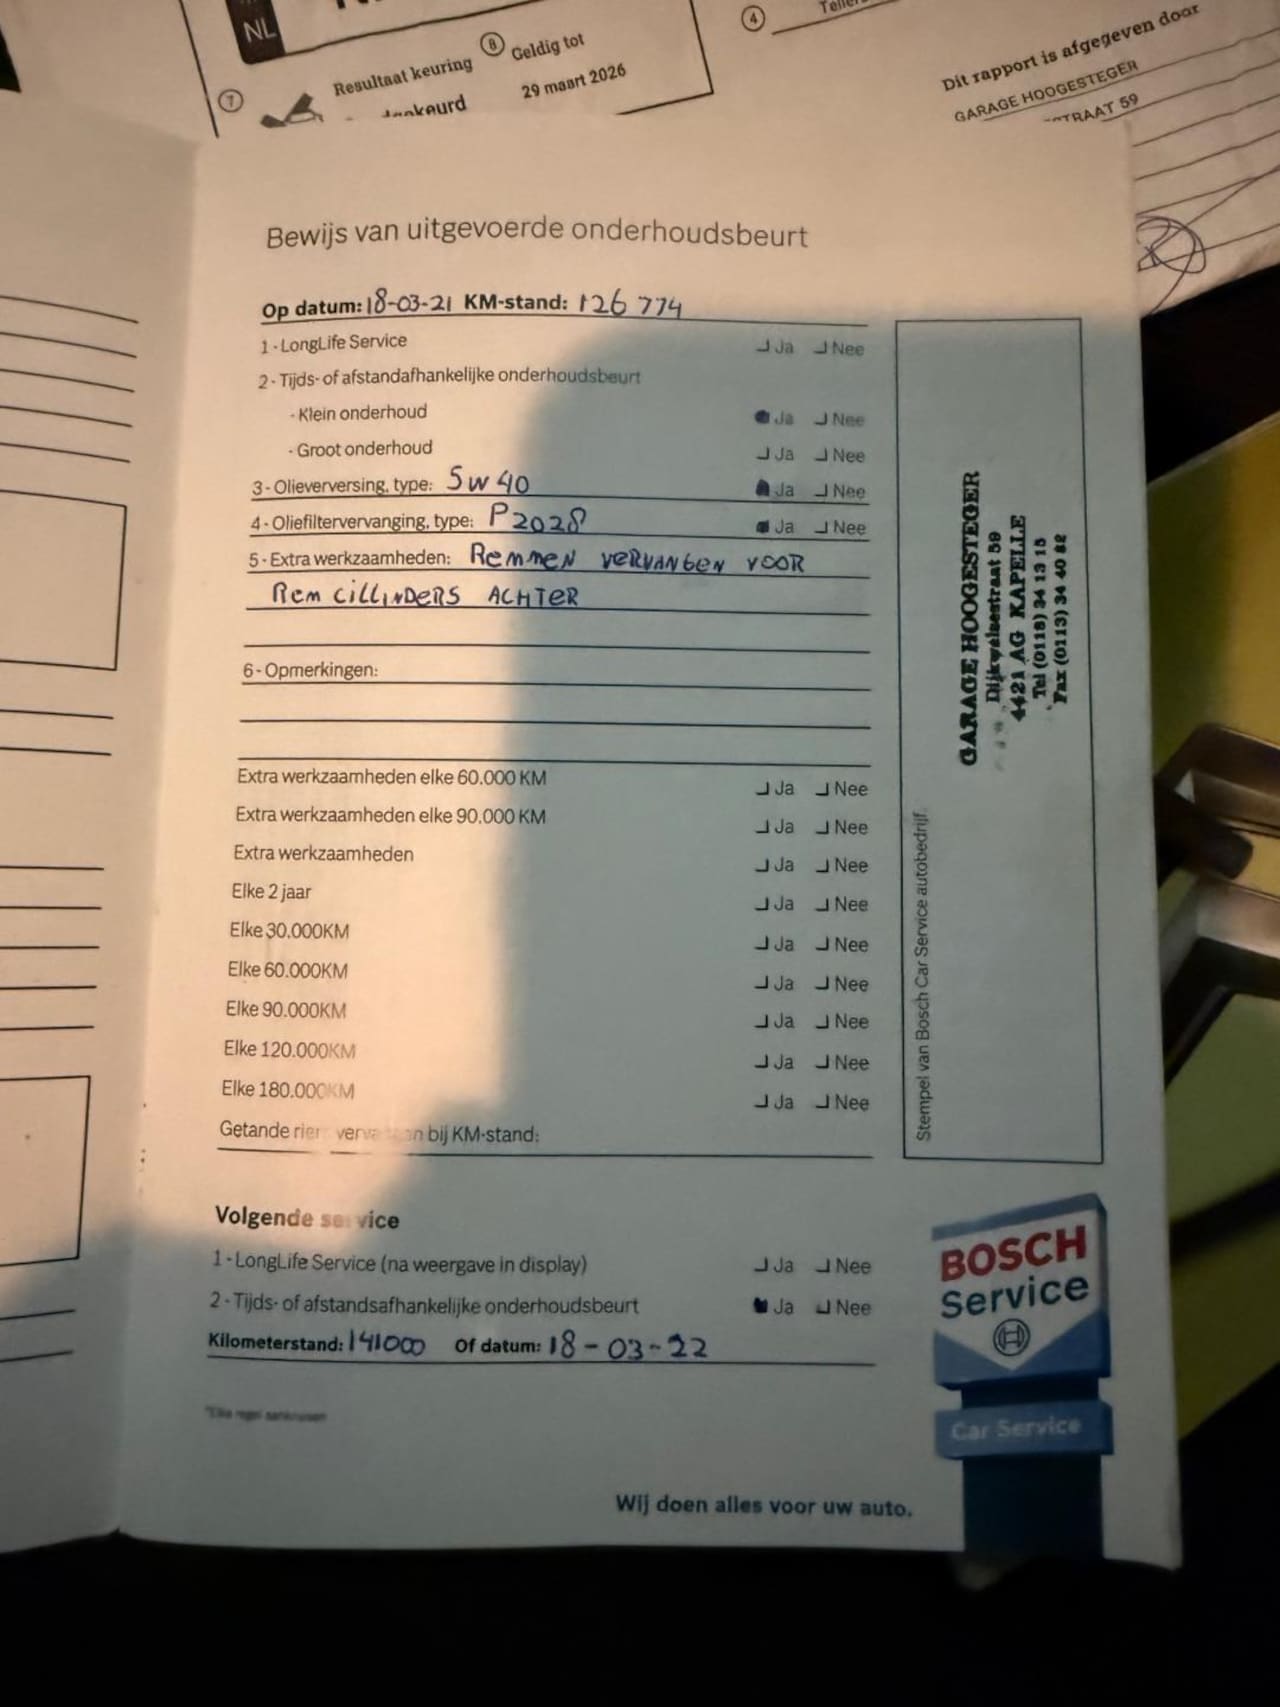 NL
7
Resultaat keuring
8 Geldig tot
29 maart 2026
4
Dit rapport is afgegeven door
GARAGE HOOGESTEGER
59
Bewijs van uitgevoerde onderhoudsbeurt
Op datum: 18-03-21 KM-stand: 126 774
1 - LongLife Service Ja Nee
2 - Tijds- of afstandafhankelijke onderhoudsbeurt
- Klein onderhoud Ja Nee
- Groot onderhoud Ja Nee
3 - Olieverversing, type: 5w40 Ja Nee
4 - Oliefiltervervanging, type: P2028 Ja Nee
5 - Extra werkzaamheden: Remmen vervangen voor
Rem cillinders achter
6 - Opmerkingen:
Extra werkzaamheden elke 60.000 KM Ja Nee
Extra werkzaamheden elke 90.000 KM Ja Nee
Extra werkzaamheden Ja Nee
Elke 2 jaar Ja Nee
Elke 30.000KM Ja Nee
Elke 60.000KM Ja Nee
Elke 90.000KM Ja Nee
Elke 120.000KM Ja Nee
Elke 180.000KM Ja Nee
Getande bij KM-stand:
Volgende service
1 - LongLife Service (na weergave in display) Ja Nee
2 - Tijds- of afstandsafhankelijke onderhoudsbeurt Ja Nee
Kilometerstand: 141000 Of datum: 18-03-22
Wij doen alles voor uw auto.
GARAGE HOOGESTEGER
59
4421 AG KAPELLE
Tel (0118) 34 13 15
Fax (0113) 34 40 82
Stempel van Bosch Car Service autobedrijf.
BOSCH
Service
Car Service